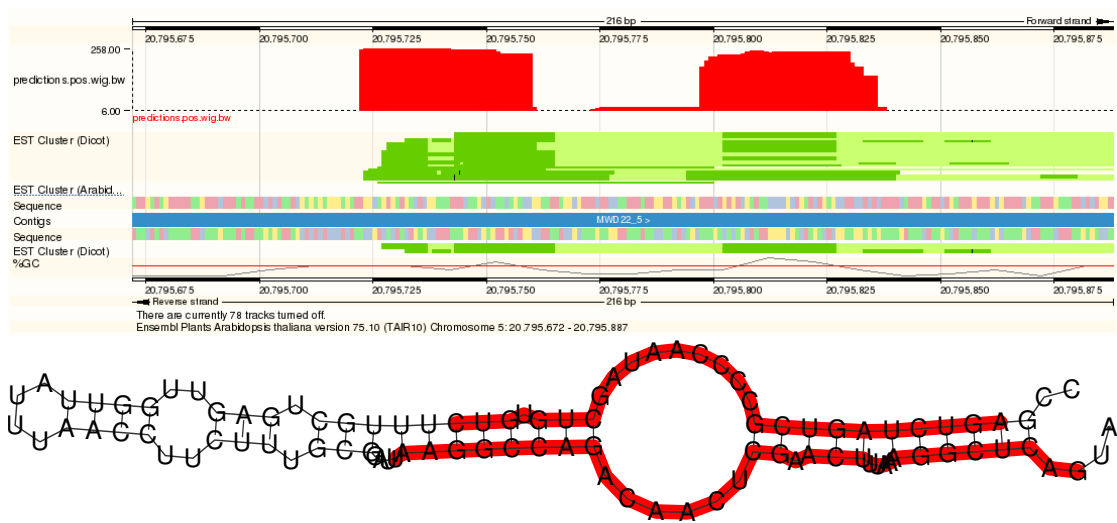 216 bp
Forward strand
20,795,675 20,795,700 20,795,725 20,795,750 20,795,775 20,795,800 20,795,825 20,795,850 20,795,875
258.00
predictions.pos.wig.bw
6.00
predictions.pos.wig.bw
EST Cluster (Dicot)
EST Cluster (Arabid...
Sequence
Contigs
MWD22_5 >
Sequence
EST Cluster (Dicot)
%GC
20,795,675 20,795,700 20,795,725 20,795,750 20,795,775 20,795,800 20,795,825 20,795,850 20,795,875
Reverse strand
216 bp
There are currently 78 tracks turned off.
Ensembl Plants Arabidopsis thaliana version 75.10 (TAIR10) Chromosome 5: 20,795,672 - 20,795,887